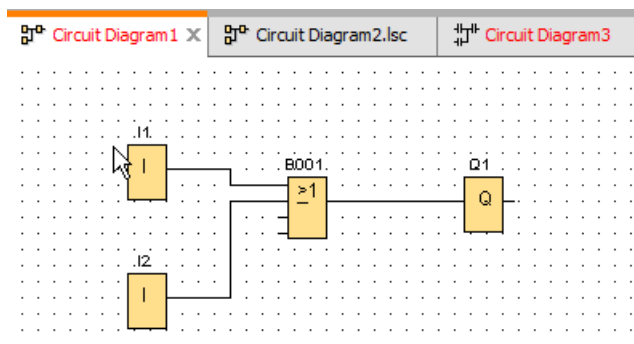 Circuit Diagram1 Circuit Diagram2.lsc Circuit Diagram3
I1
I
B001
≥1
Q1
Q
I2
I